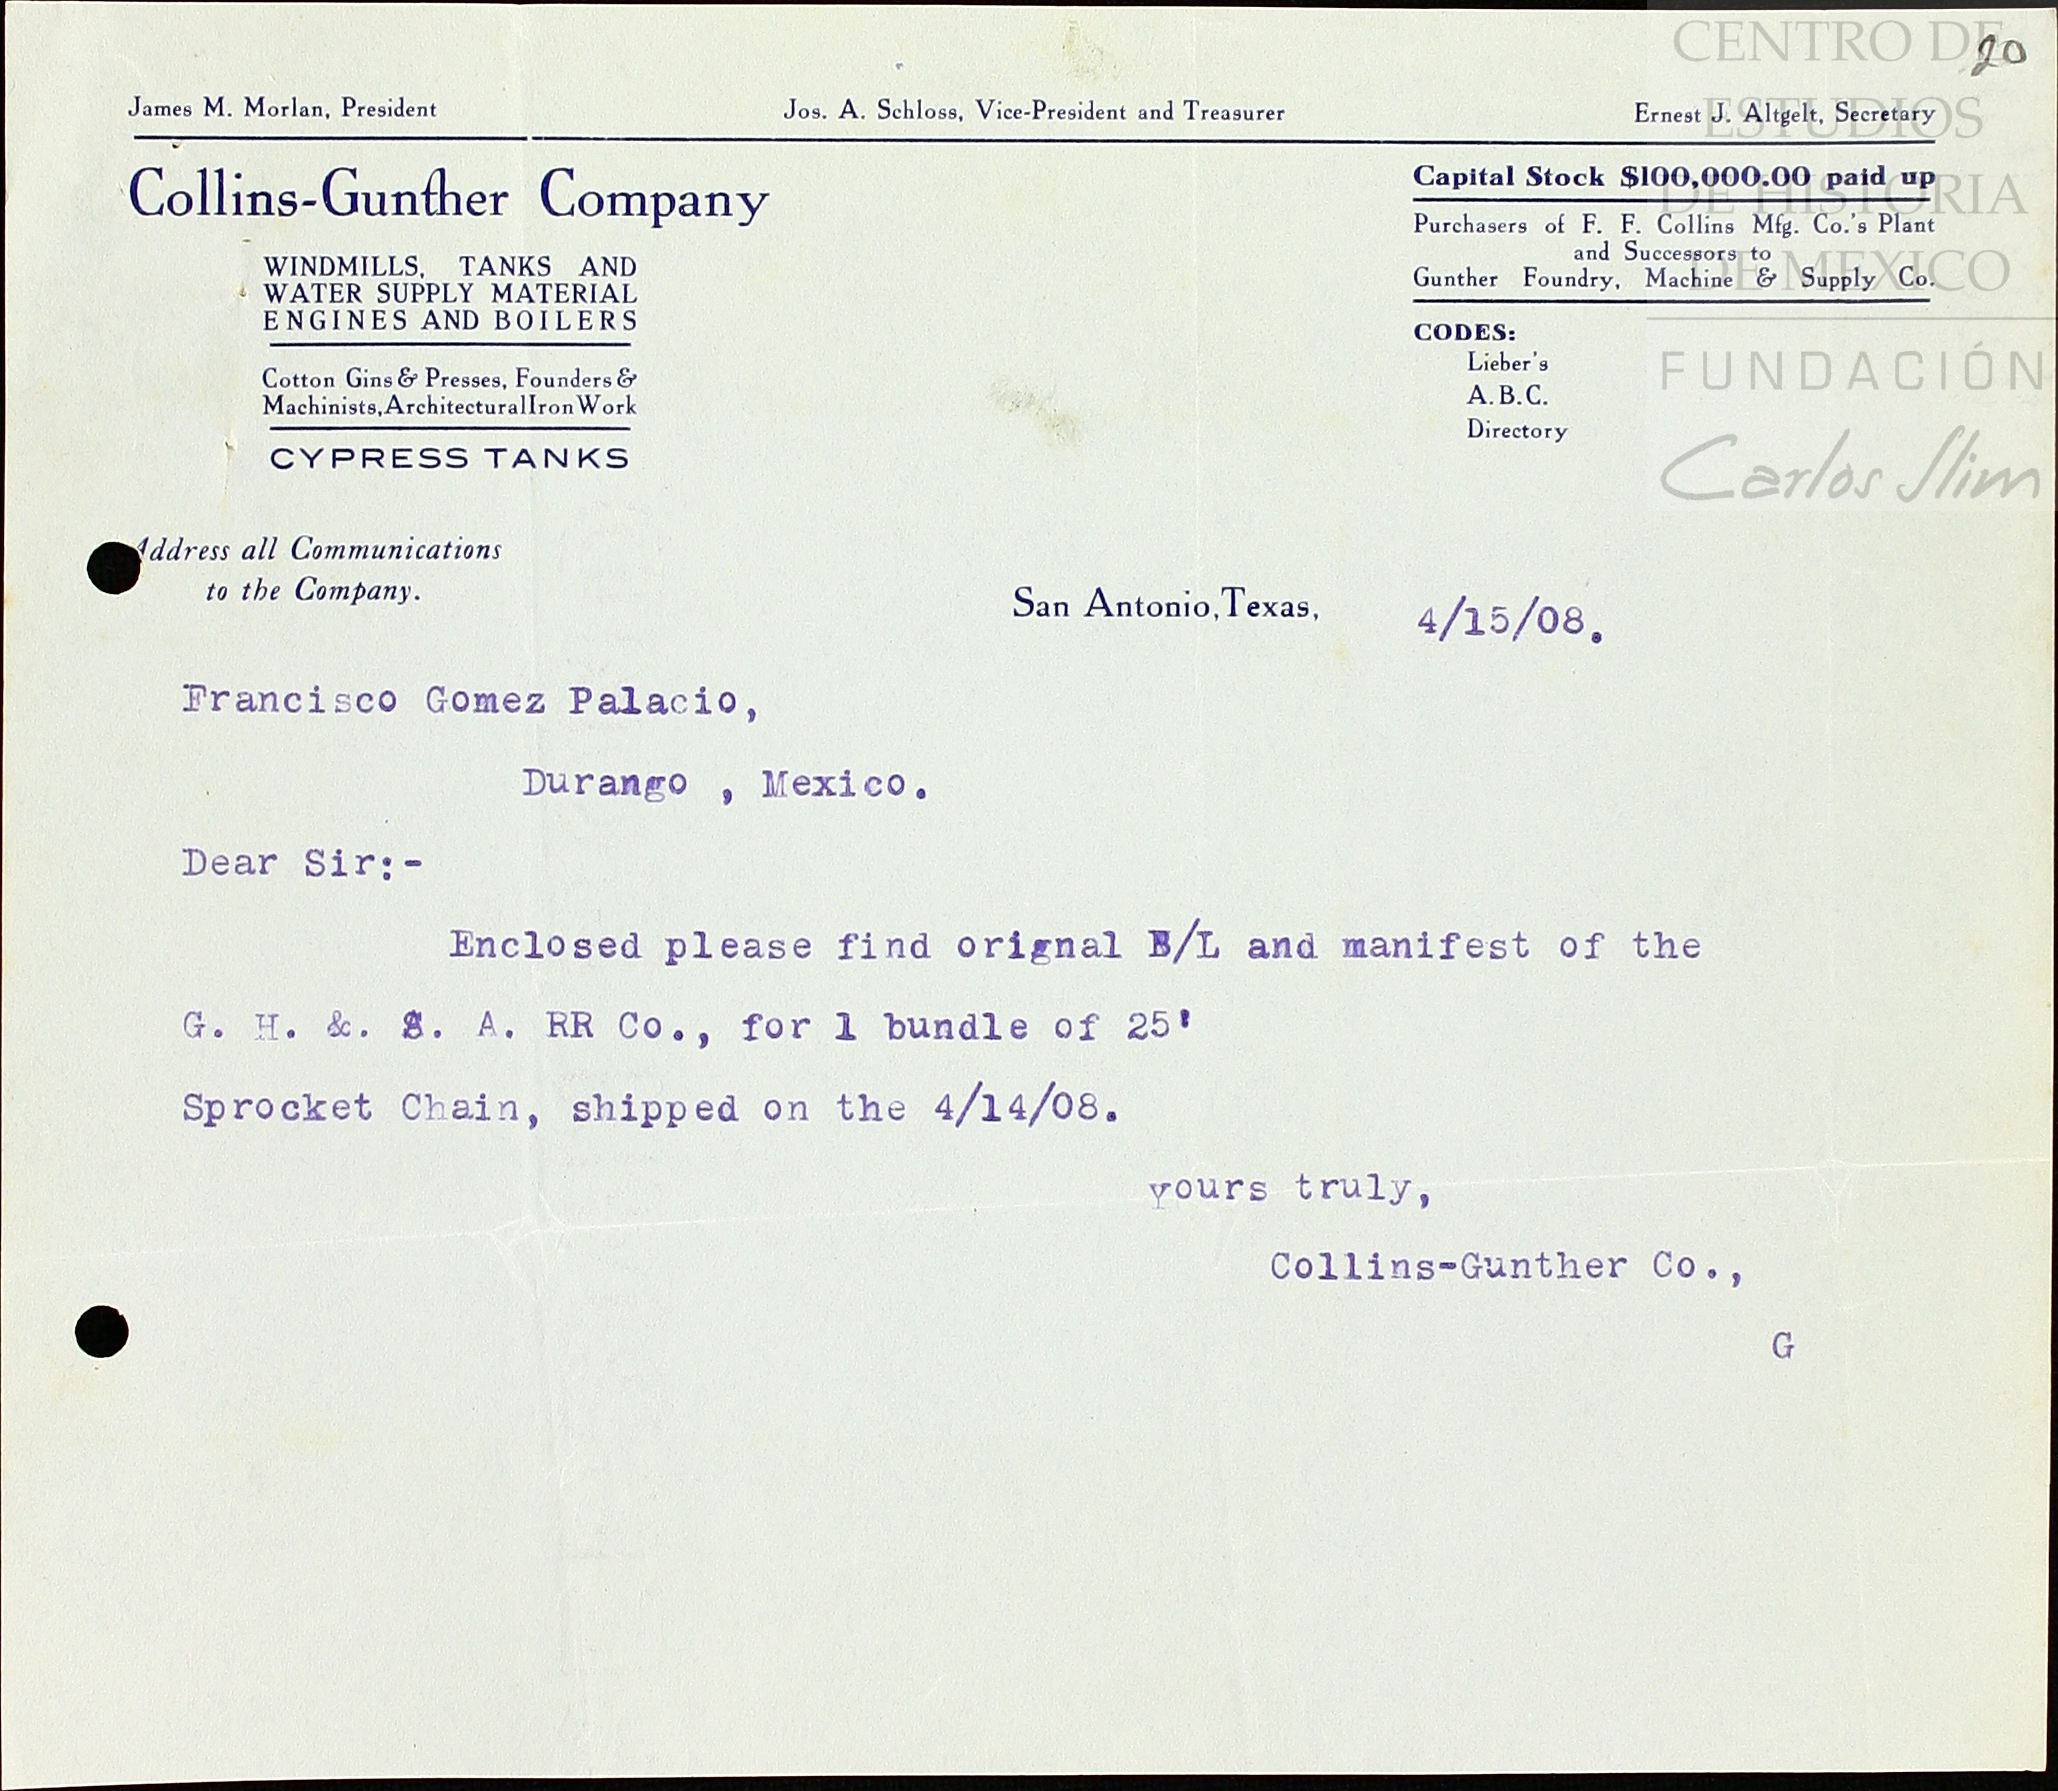 CENTRO DE
ESTUDIOS
DE HISTORIA
DE MEXICO
FUNDACIÓN
Carlos Slim
20
James M. Morlan, President
Jos. A. Schloss, Vice-President and Treasurer
Ernest J. Altgelt, Secretary
Collins-Gunther Company
WINDMILLS, TANKS AND
WATER SUPPLY MATERIAL
ENGINES AND BOILERS
Cotton Gins & Presses, Founders &
Machinists, Architectural Iron Work
CYPRESS TANKS
Capital Stock $100,000.00 paid up
Purchasers of F. F. Collins Mfg. Co.'s Plant
and Successors to
Gunther Foundry, Machine & Supply Co.
CODES:
Lieber's
A.B.C.
Directory
Address all Communications
to the Company.
San Antonio, Texas, 4/15/08.
Francisco Gomez Palacio,
Durango , Mexico.
Dear Sir:-
Enclosed please find orignal B/L and manifest of the
G. H. &. S. A. RR Co., for 1 bundle of 25'
Sprocket Chain, shipped on the 4/14/08.
yours truly,
Collins-Gunther Co.,
G